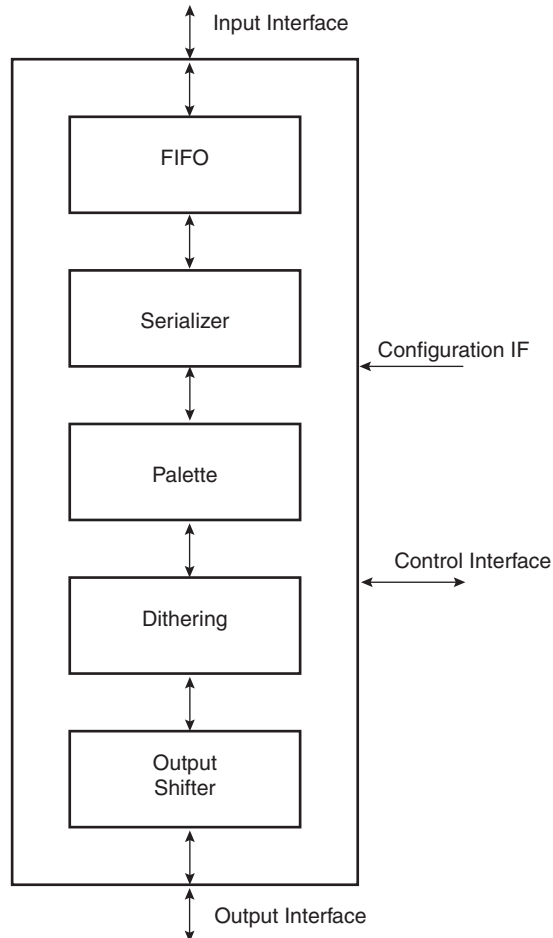 Input Interface
FIFO
Serializer
Configuration IF
Palette
Control Interface
Dithering
Output
Shifter
Output Interface